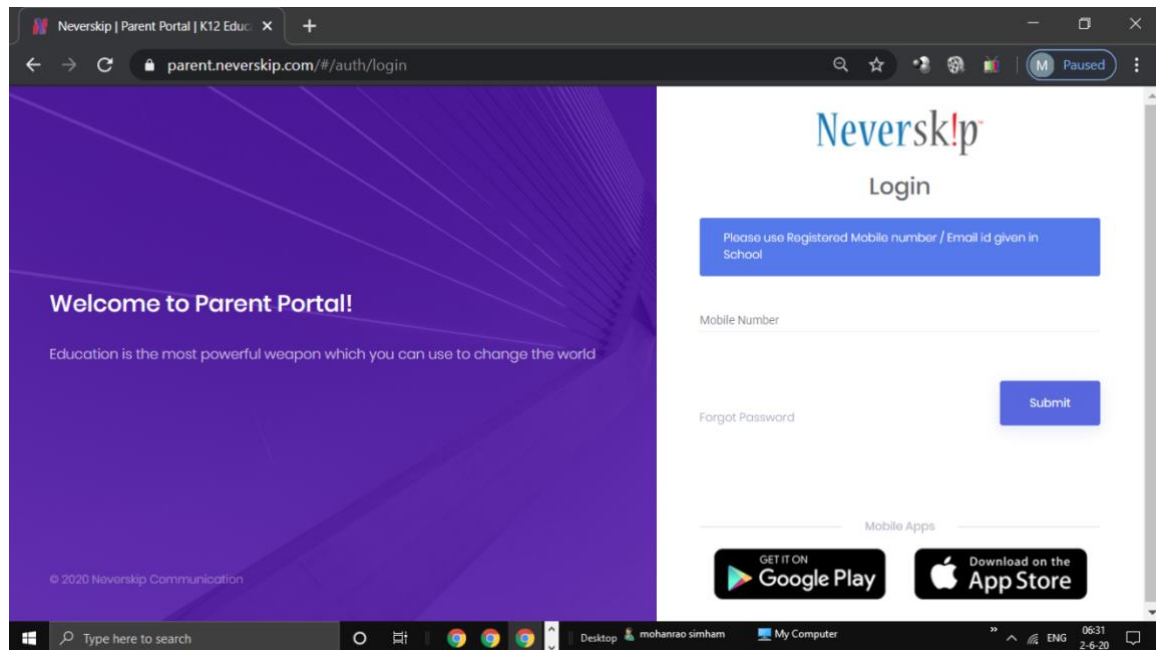 Neverskip | Parent Portal | K12 Educ
parent.neverskip.com/#/auth/login
M Paused
Neversk!p
Login
Please use Registered Mobile number / Email id given in
School
Welcome to Parent Portal!
Education is the most powerful weapon which you can use to change the world
Mobile Number
Submit
Forgot Password
Mobile Apps
GET IT ON
Google Play
Download on the
App Store
© 2020 Neverskip Communication
Type here to search
Desktop
mohanrao simham
My Computer
ENG
06:31
2-6-20